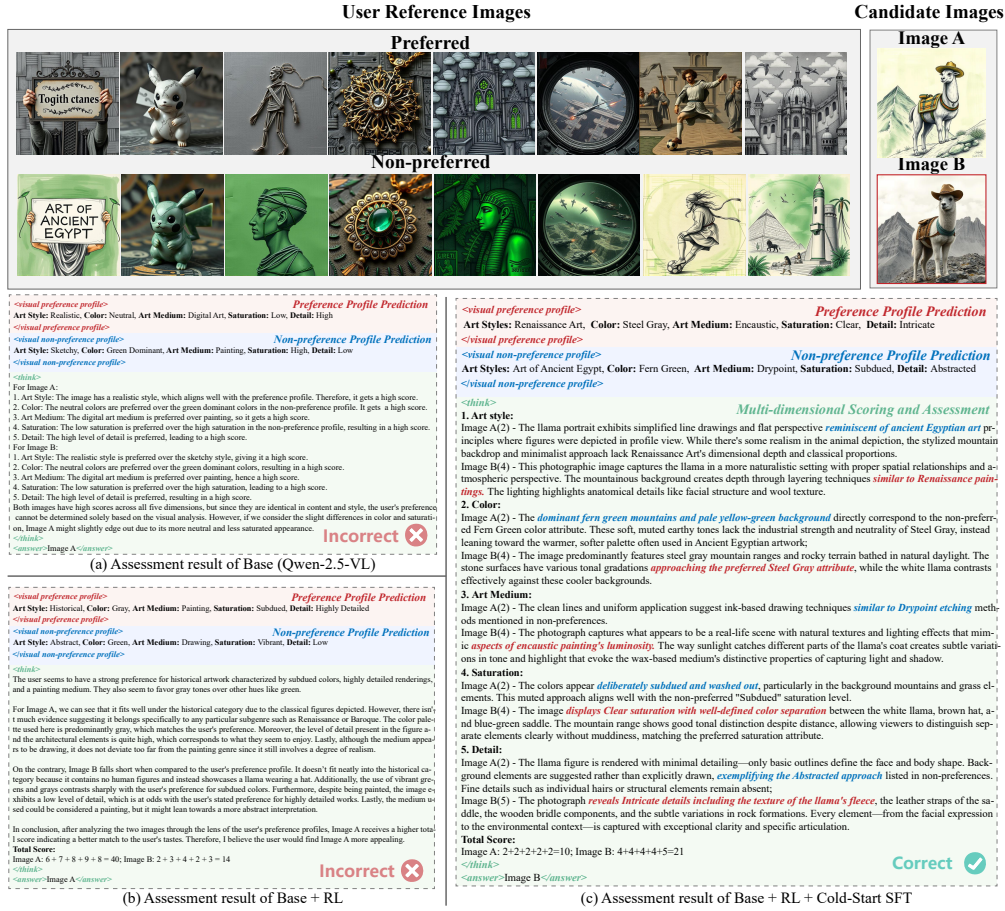 User Reference Images
Candidate Images
Preferred
Togith ctanes
Non-preferred
ART OF
ANCIENT
EGYPT
Image A
Image B
<visual preference profile>
Preference Profile Prediction
Art Style: Realistic, Color: Neutral, Art Medium: Digital Art, Saturation: Low, Detail: High
</visual preference profile>
<visual non-preference profile>
Non-preference Profile Prediction
Art Style: Sketchy, Color: Green Dominant, Art Medium: Painting, Saturation: High, Detail: Low
</visual non-preference profile>
<think>
For Image A:
1. Art Style: The image has a realistic style, which aligns well with the preference profile. Therefore, it gets a high score.
2. Color: The neutral colors are preferred over the green dominant colors in the non-preference profile. It gets a high score.
3. Art Medium: The digital art medium is preferred over painting, so it gets a high score.
4. Saturation: The low saturation is preferred over the high saturation in the non-preference profile, resulting in a high score.
5. Detail: The high level of detail is preferred, leading to a high score.
For Image B:
1. Art Style: The realistic style is preferred over the sketchy style, giving it a high score.
2. Color: The neutral colors are preferred over the green dominant colors, resulting in a high score.
3. Art Medium: The digital art medium is preferred over painting, hence a high score.
4. Saturation: The low saturation is preferred over the high saturation, leading to a high score.
5. Detail: The high level of detail is preferred, resulting in a high score.
Both images have high scores across all five dimensions, but since they are identical in content and style, the user's preference
cannot be determined solely based on the visual analysis. However, if we consider the slight differences in color and saturati-
on, Image A might slightly edge out due to its more neutral and less saturated appearance.
</think>
<answer>Image A</answer>
Incorrect
(a) Assessment result of Base (Qwen-2.5-VL)
<visual preference profile>
Preference Profile Prediction
Art Style: Historical, Color: Gray, Art Medium: Painting, Saturation: Subdued, Detail: Highly Detailed
</visual preference profile>
<visual non-preference profile>
Non-preference Profile Prediction
Art Style: Abstract, Color: Green, Art Medium: Drawing, Saturation: Vibrant, Detail: Low
</visual non-preference profile>
<think>
The user seems to have a strong preference for historical artwork characterized by subdued colors, highly detailed renderings,
and a painting medium. They also seem to favor gray tones over other hues like green.
For Image A, we can see that it fits well under the historical category due to the classical figures depicted. However, there isn'
t much evidence suggesting it belongs specifically to any particular subgenre such as Renaissance or Baroque. The color pale-
tte used here is predominantly gray, which matches the user's preference. Moreover, the level of detail present in the figure a-
nd the architectural elements is quite high, which corresponds to what they seem to enjoy. Lastly, although the medium appea-
rs to be drawing, it does not deviate too far from the painting genre since it still involves a degree of realism.
On the contrary, Image B falls short when compared to the user's preference profile. It doesn't fit neatly into the historical ca-
tegory because it contains no human figures and instead showcases a llama wearing a hat. Additionally, the use of vibrant gre-
ens and grays contrasts sharply with the user's preference for subdued colors. Furthermore, despite being painted, the image e-
xhibits a low level of detail, which is at odds with the user's stated preference for highly detailed works. Lastly, the medium u-
sed could be considered a painting, but it might lean towards a more abstract interpretation.
In conclusion, after analyzing the two images through the lens of the user's preference profiles, Image A receives a higher tota-
l score indicating a better match to the user's tastes. Therefore, I believe the user would find Image A more appealing.
Total Score:
Image A: 6 + 7 + 8 + 9 + 8 = 40; Image B: 2 + 3 + 4 + 2 + 3 = 14
</think>
<answer>Image A</answer>
Incorrect
(b) Assessment result of Base + RL
<visual preference profile>
Preference Profile Prediction
Art Styles: Renaissance Art, Color: Steel Gray, Art Medium: Encaustic, Saturation: Clear, Detail: Intricate
</visual preference profile>
<visual non-preference profile>
Non-preference Profile Prediction
Art Styles: Art of Ancient Egypt, Color: Fern Green, Art Medium: Drypoint, Saturation: Subdued, Detail: Abstracted
</visual non-preference profile>
<think>
Multi-dimensional Scoring and Assessment
1. Art style:
Image A(2) - The llama portrait exhibits simplified line drawings and flat perspective reminiscent of ancient Egyptian art pr-
inciples where figures were depicted in profile view. While there's some realism in the animal depiction, the stylized mount
backdrop and minimalist approach lack Renaissance Art's dimensional depth and classical proportions.
Image B(4) - This photographic image captures the llama in a more naturalistic setting with proper spatial relationships and a-
tmospheric perspective. The mountainous background creates depth through layering techniques similar to Renaissance pain-
tings. The lighting highlights anatomical details like facial structure and wool texture.
2. Color:
Image A(2) - The dominant fern green mountains and pale yellow-green background directly correspond to the non-preferr-
ed Fern Green color attribute. These soft, muted earthy tones lack the industrial strength and neutrality of Steel Gray, instead
leaning toward the warmer, softer palette often used in Ancient Egyptian artwork;
Image B(4) - The image predominantly features steel gray mountain ranges and rocky terrain bathed in natural daylight. The
stone surfaces have various tonal gradations approaching the preferred Steel Gray attribute, while the white llama contrasts
effectively against these cooler backgrounds.
3. Art Medium:
Image A(2) - The clean lines and uniform application suggest ink-based drawing techniques similar to Drypoint etching meth-
ods mentioned in non-preferences.
Image B(4) - The photograph captures what appears to be a real-life scene with natural textures and lighting effects that mim-
ic aspects of encaustic painting's luminosity. The way sunlight catches different parts of the llama's coat creates subtle variati-
ons in tone and highlight that evoke the wax-based medium's distinctive properties of capturing light and shadow.
4. Saturation:
Image A(2) - The colors appear deliberately subdued and washed out, particularly in the background mountains and grass el-
ements. This muted approach aligns well with the non-preferred "Subdued" saturation level.
Image B(4) - The image displays Clear saturation with well-defined color separation between the white llama, brown hat, a-
nd blue-green saddle. The mountain range shows good tonal distinction despite distance, allowing viewers to distinguish sep-
arate elements clearly without muddiness, matching the preferred saturation attribute.
5. Detail:
Image A(2) - The llama figure is rendered with minimal detailing—only basic outlines define the face and body shape. Back-
ground elements are suggested rather than explicitly drawn, exemplifying the Abstracted approach listed in non-preferences.
Fine details such as individual hairs or structural elements remain absent;
Image B(5) - The photograph reveals Intricate details including the texture of the llama's fleece, the leather straps of the sa-
ddle, the wooden bridle components, and the subtle variations in rock formations. Every element—from the facial expression
to the environmental context—is captured with exceptional clarity and specific articulation.
Total Score:
Image A: 2+2+2+2+2=10; Image B: 4+4+4+4+5=21
</think>
<answer>Image B</answer>
Correct
(c) Assessment result of Base + RL + Cold-Start SFT